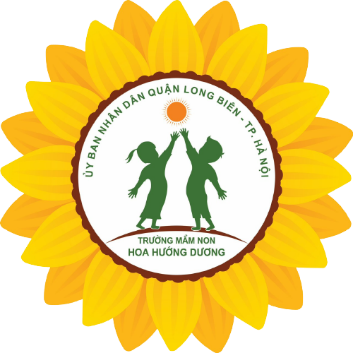 ỦY BAN NHÂN DÂN QUẬN LONG BIÊN - TP. HÀ NỘI
TRƯỜNG MẦM NON
HOA HƯỚNG DƯƠNG